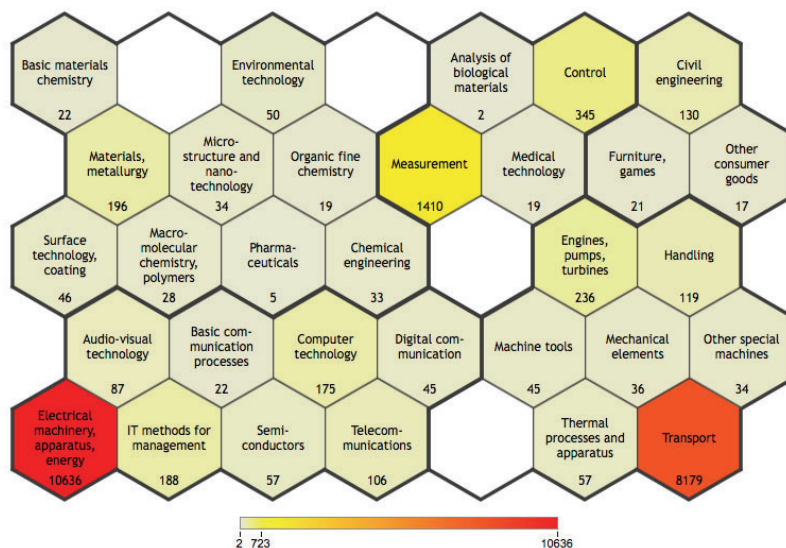 Basic materials
chemistry
22
Environmental
technology
50
Analysis of
biological
materials
2
Control
345
Civil
engineering
130
Materials,
metallurgy
196
Micro-
structure and
nano-
technology
34
Organic fine
chemistry
19
Measurement
1410
Medical
technology
19
Furniture,
games
21
Other
consumer
goods
17
Surface
technology,
coating
46
Macro-
molecular
chemistry,
polymers
28
Pharma-
ceuticals
5
Chemical
engineering
33
Engines,
pumps,
turbines
236
Handling
119
Audio-visual
technology
87
Basic com-
munication
processes
22
Computer
technology
175
Digital com-
munication
45
Machine tools
45
Mechanical
elements
36
Other special
machines
34
Electrical
machinery,
apparatus,
energy
10636
IT methods for
management
188
Semi-
conductors
57
Telecom-
munications
106
Thermal
processes and
apparatus
57
Transport
8179
2 723 10636